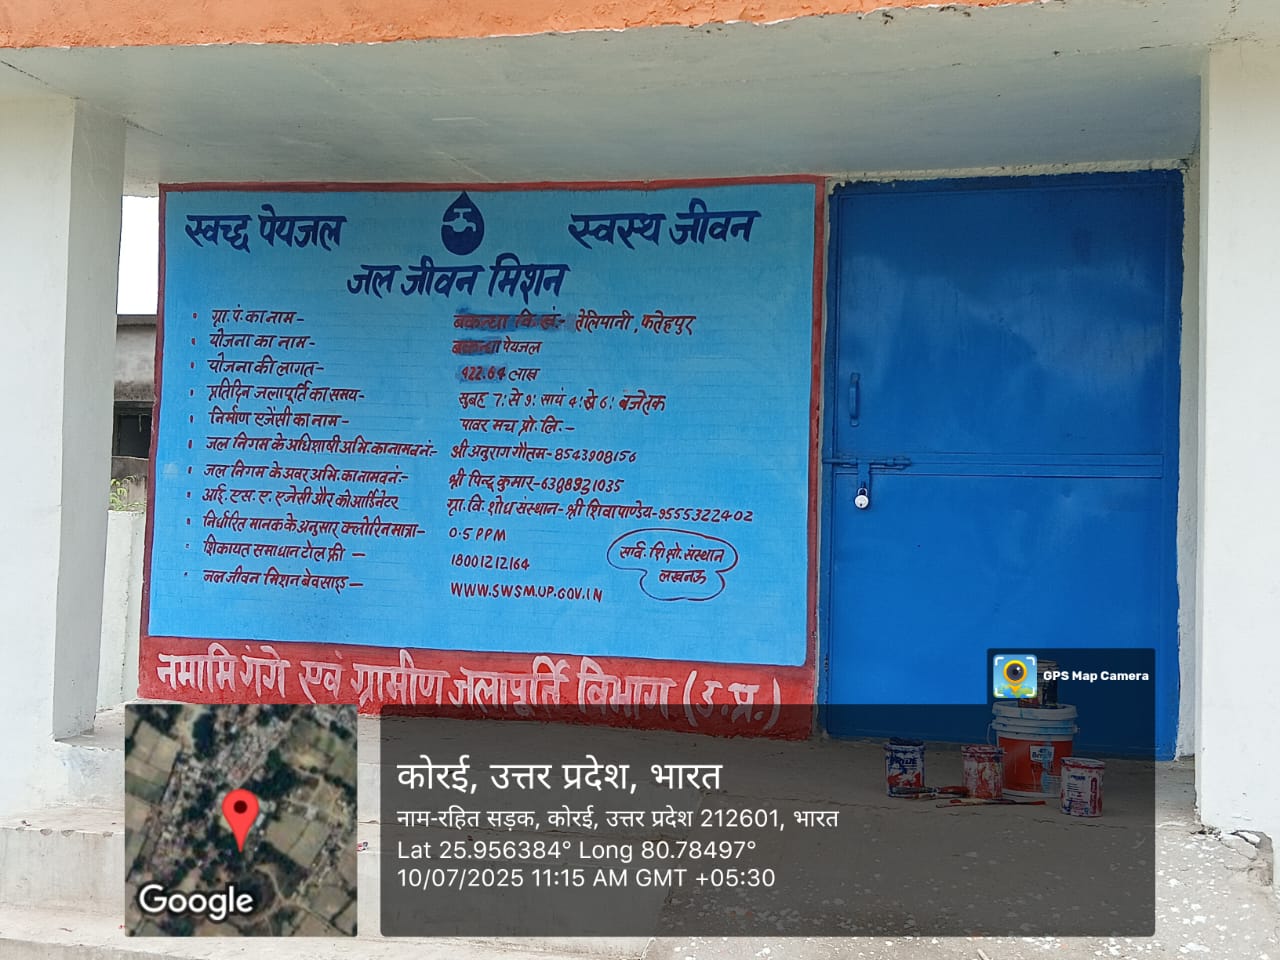 स्वच्छ पेयजल स्वस्थ जीवन
जल जीवन मिशन
ग्रा.पं. का नाम- बकन्धा वि.खं:- तेलियानी, फतेहपुर
योजना का नाम- बकन्धा पेयजल
योजना की लागत- 422.64 लाख
प्रतिदिन जलापूर्ति का समय- सुबह 7: से 9: सायं 4: से 6: बजेतक
निर्माण एजेंसी का नाम- पावर मच प्रो. लि.-
जल निगम के अधिशाषी अभि. का नाम व नं:- श्री अनुराग गौतम-8543908156
जल निगम के अवर अभि. का नाम व नं:- श्री पिन्टू कुमार-6388921035
आई. एस. ए. एजेंसी और कोआर्डिनेटर ग्रा. वि. शोध संस्थान-श्री शिवा पाण्डेय-9555322402
निर्धारित मानक के अनुसार क्लोरिन मात्रा- 0.5 PPM
शिकायत समाधान टोल फ्री - 18001212164
जल जीवन मिशन बेवसाइड- WWW.SWSM.UP.GOV.IN
सार्व. शि क्षो. संस्थान
लखनऊ
नमामि गंगे एवं ग्रामीण जलापूर्ति विभाग (उ.प्र.)
GPS Map Camera
कोरई, उत्तर प्रदेश, भारत
नाम-रहित सड़क, कोरई, उत्तर प्रदेश 212601, भारत
Lat 25.956384° Long 80.78497°
10/07/2025 11:15 AM GMT +05:30
Google